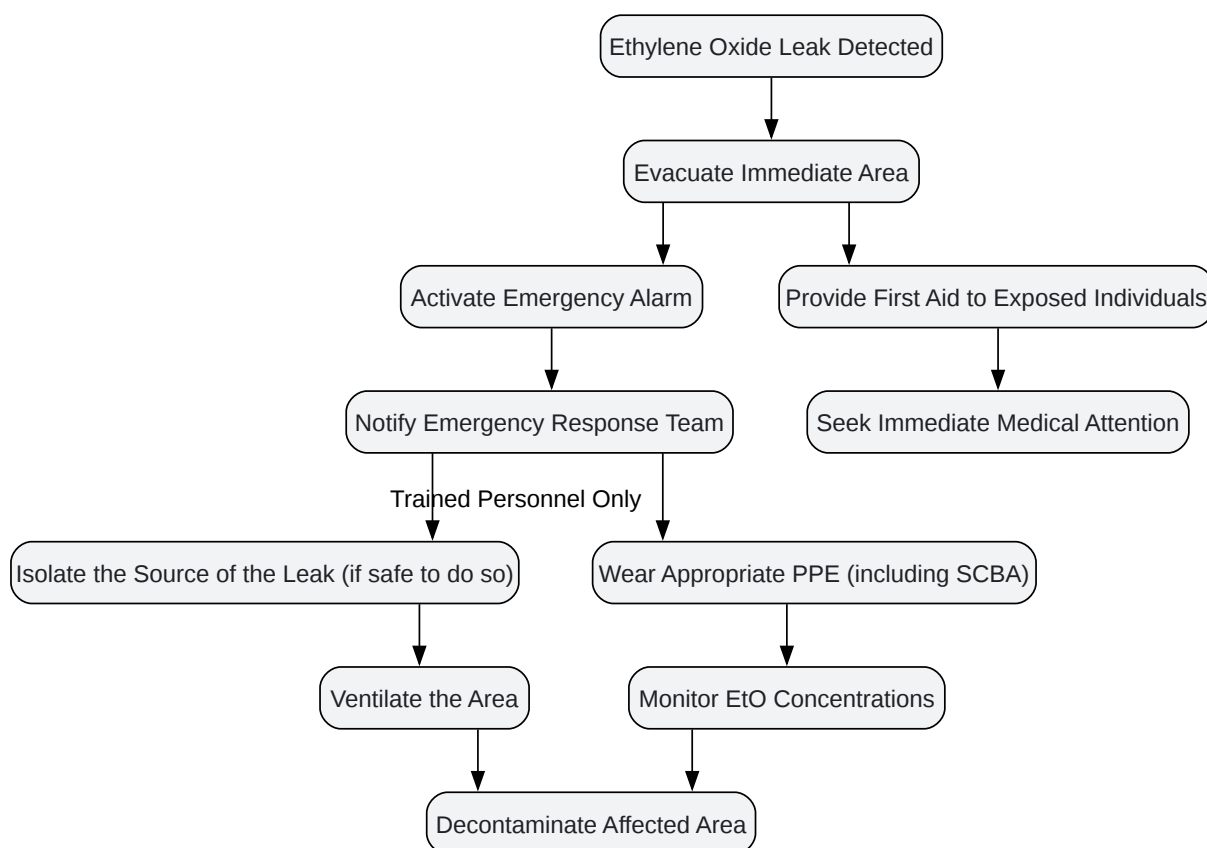 Ethylene Oxide Leak Detected
Evacuate Immediate Area
Activate Emergency Alarm
Provide First Aid to Exposed Individuals
Notify Emergency Response Team
Seek Immediate Medical Attention
Trained Personnel Only
Isolate the Source of the Leak (if safe to do so)
Wear Appropriate PPE (including SCBA)
Ventilate the Area
Monitor EtO Concentrations
Decontaminate Affected Area